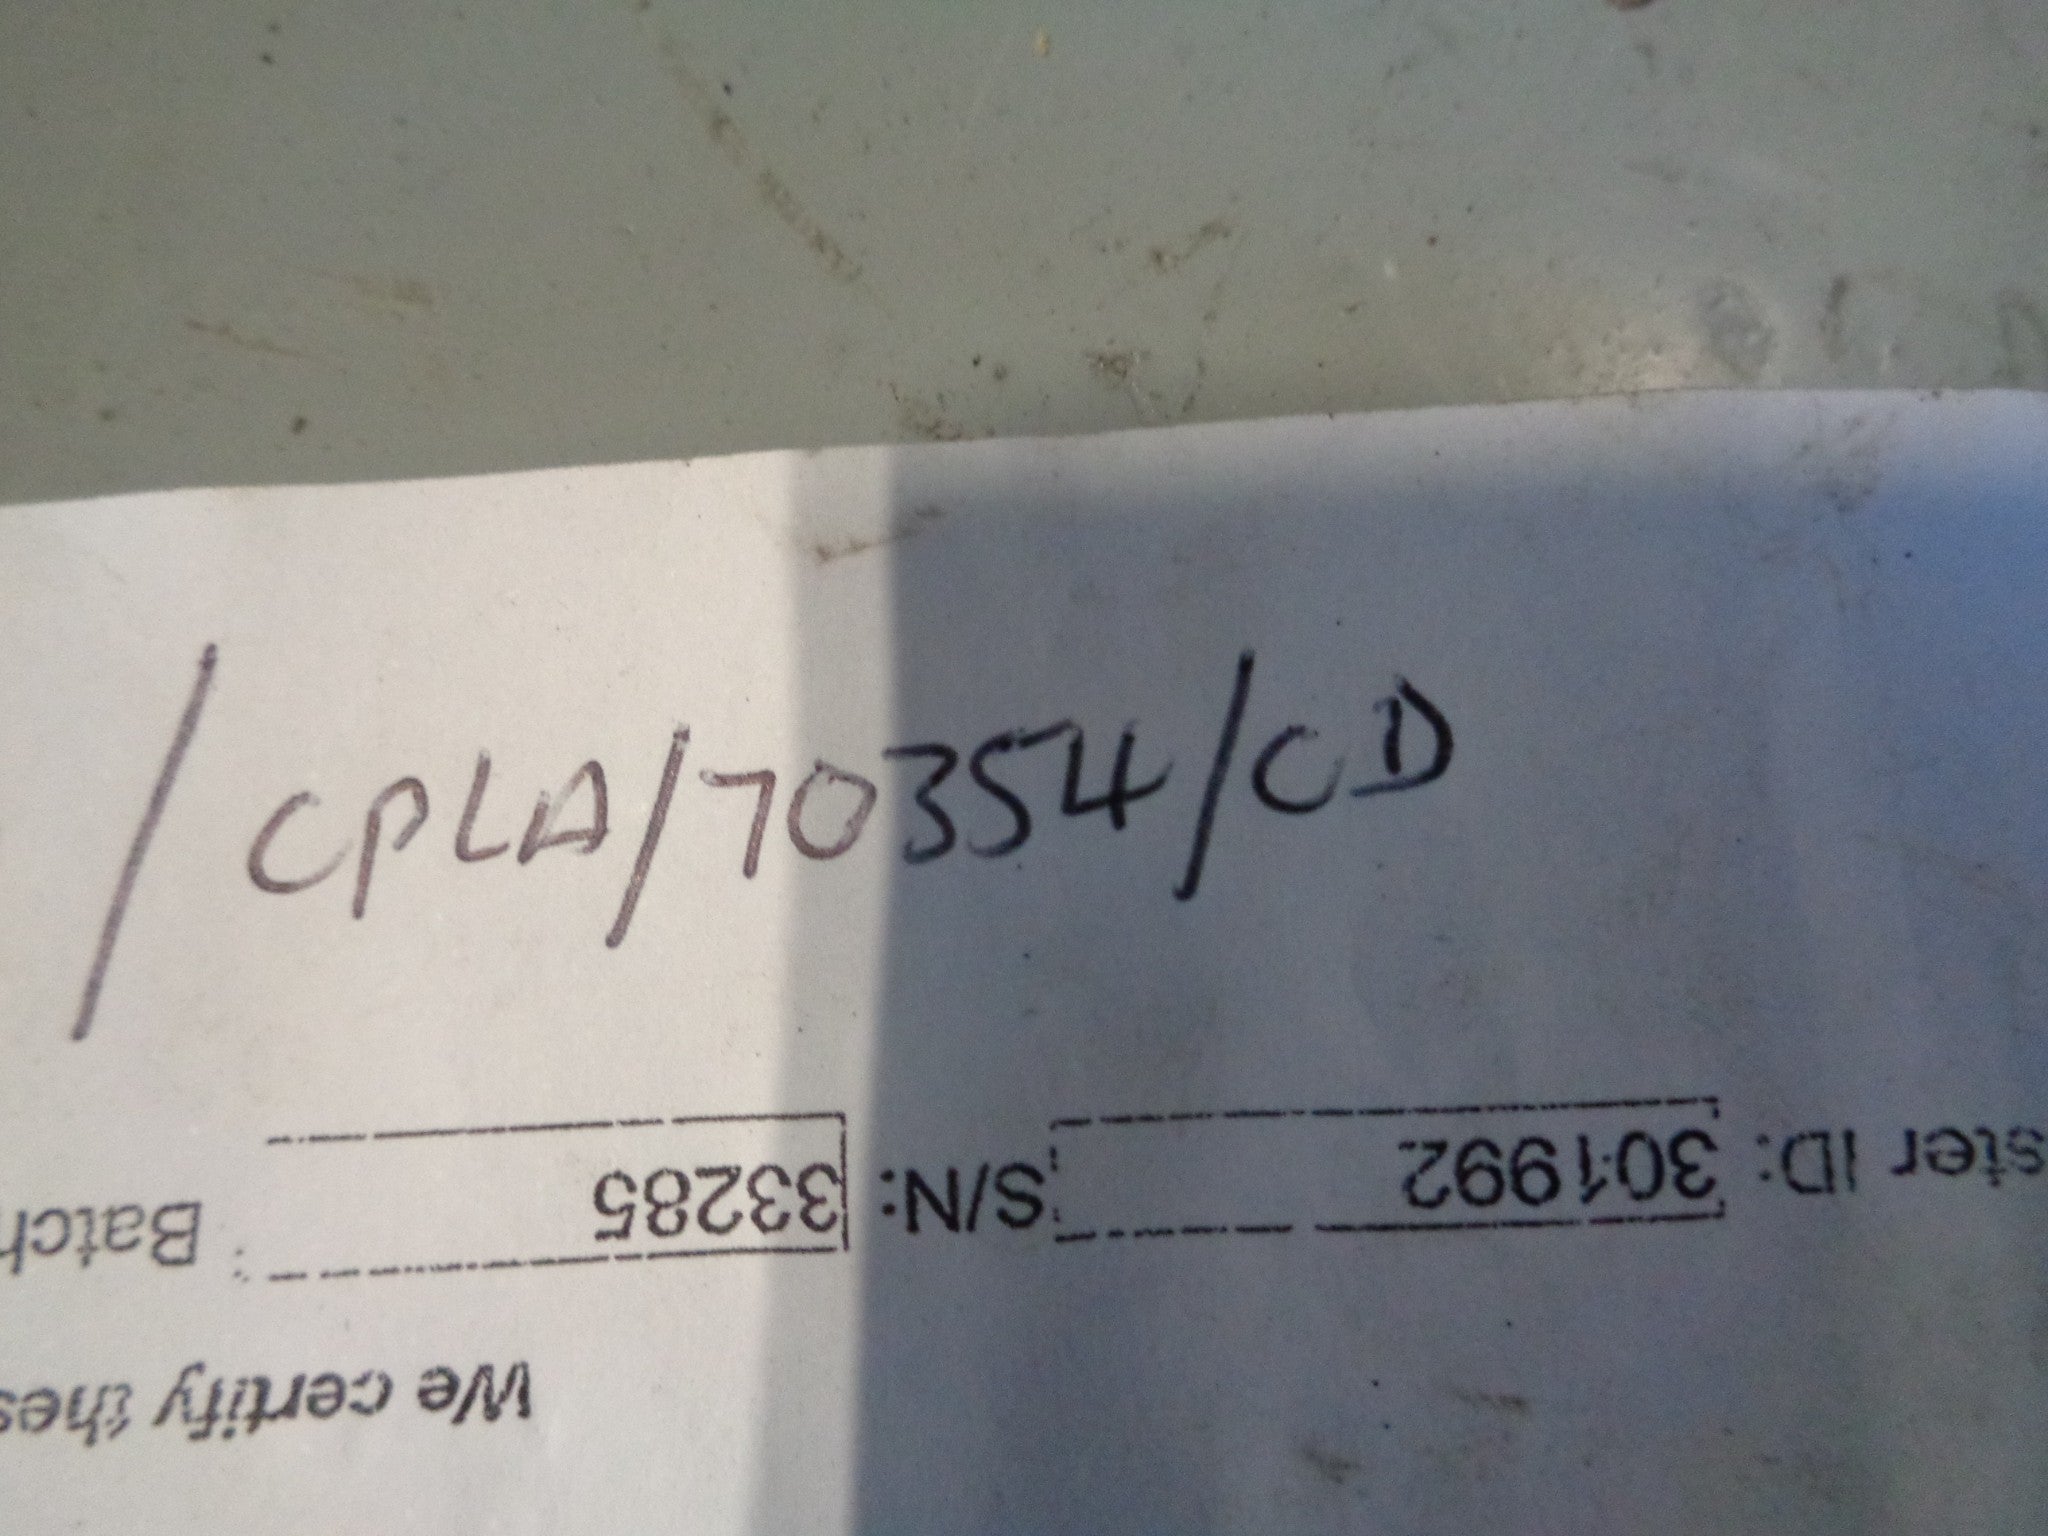 /CPLA/70354/CD
ster ID: 301992 S/N: 33285 : Batch
We certify thes